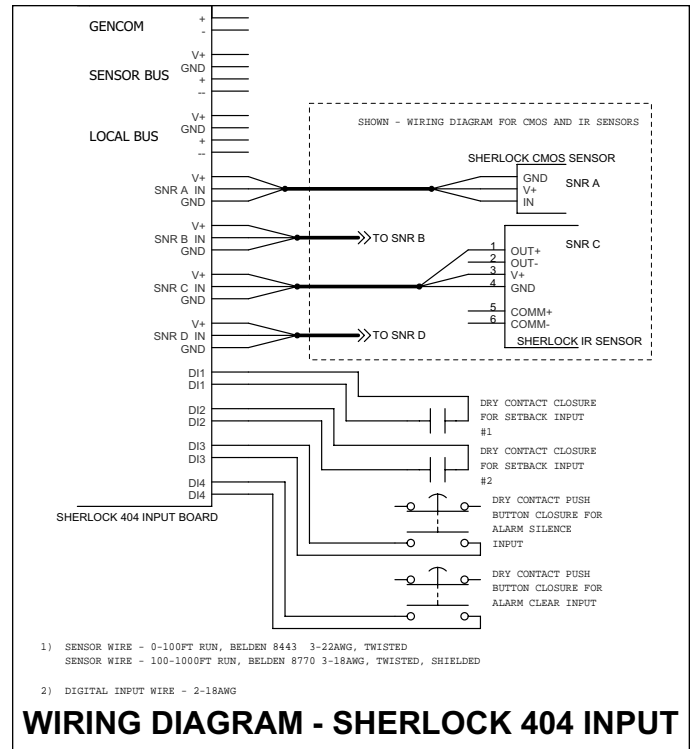 GENCOM
+
-
SENSOR BUS
V+
GND
+
--
LOCAL BUS
V+
GND
+
--
SHOWN - WIRING DIAGRAM FOR CMOS AND IR SENSORS
V+
SNR A IN
GND
SHERLOCK CMOS SENSOR
GND
V+
IN
SNR A
V+
SNR B IN
GND
TO SNR B
V+
SNR C IN
GND
1 OUT+
2 OUT-
3 V+
4 GND
5 COMM+
6 COMM-
SNR C
SHERLOCK IR SENSOR
V+
SNR D IN
GND
TO SNR D
DI1
DI1
DRY CONTACT CLOSURE
FOR SETBACK INPUT
#1
DI2
DI2
DRY CONTACT CLOSURE
FOR SETBACK INPUT
#2
DI3
DI3
DRY CONTACT PUSH
BUTTON CLOSURE FOR
ALARM SILENCE
INPUT
DI4
DI4
DRY CONTACT PUSH
BUTTON CLOSURE FOR
ALARM CLEAR INPUT
SHERLOCK 404 INPUT BOARD
1) SENSOR WIRE - 0-100FT RUN, BELDEN 8443 3-22AWG, TWISTED
SENSOR WIRE - 100-1000FT RUN, BELDEN 8770 3-18AWG, TWISTED, SHIELDED
2) DIGITAL INPUT WIRE - 2-18AWG
WIRING DIAGRAM - SHERLOCK 404 INPUT